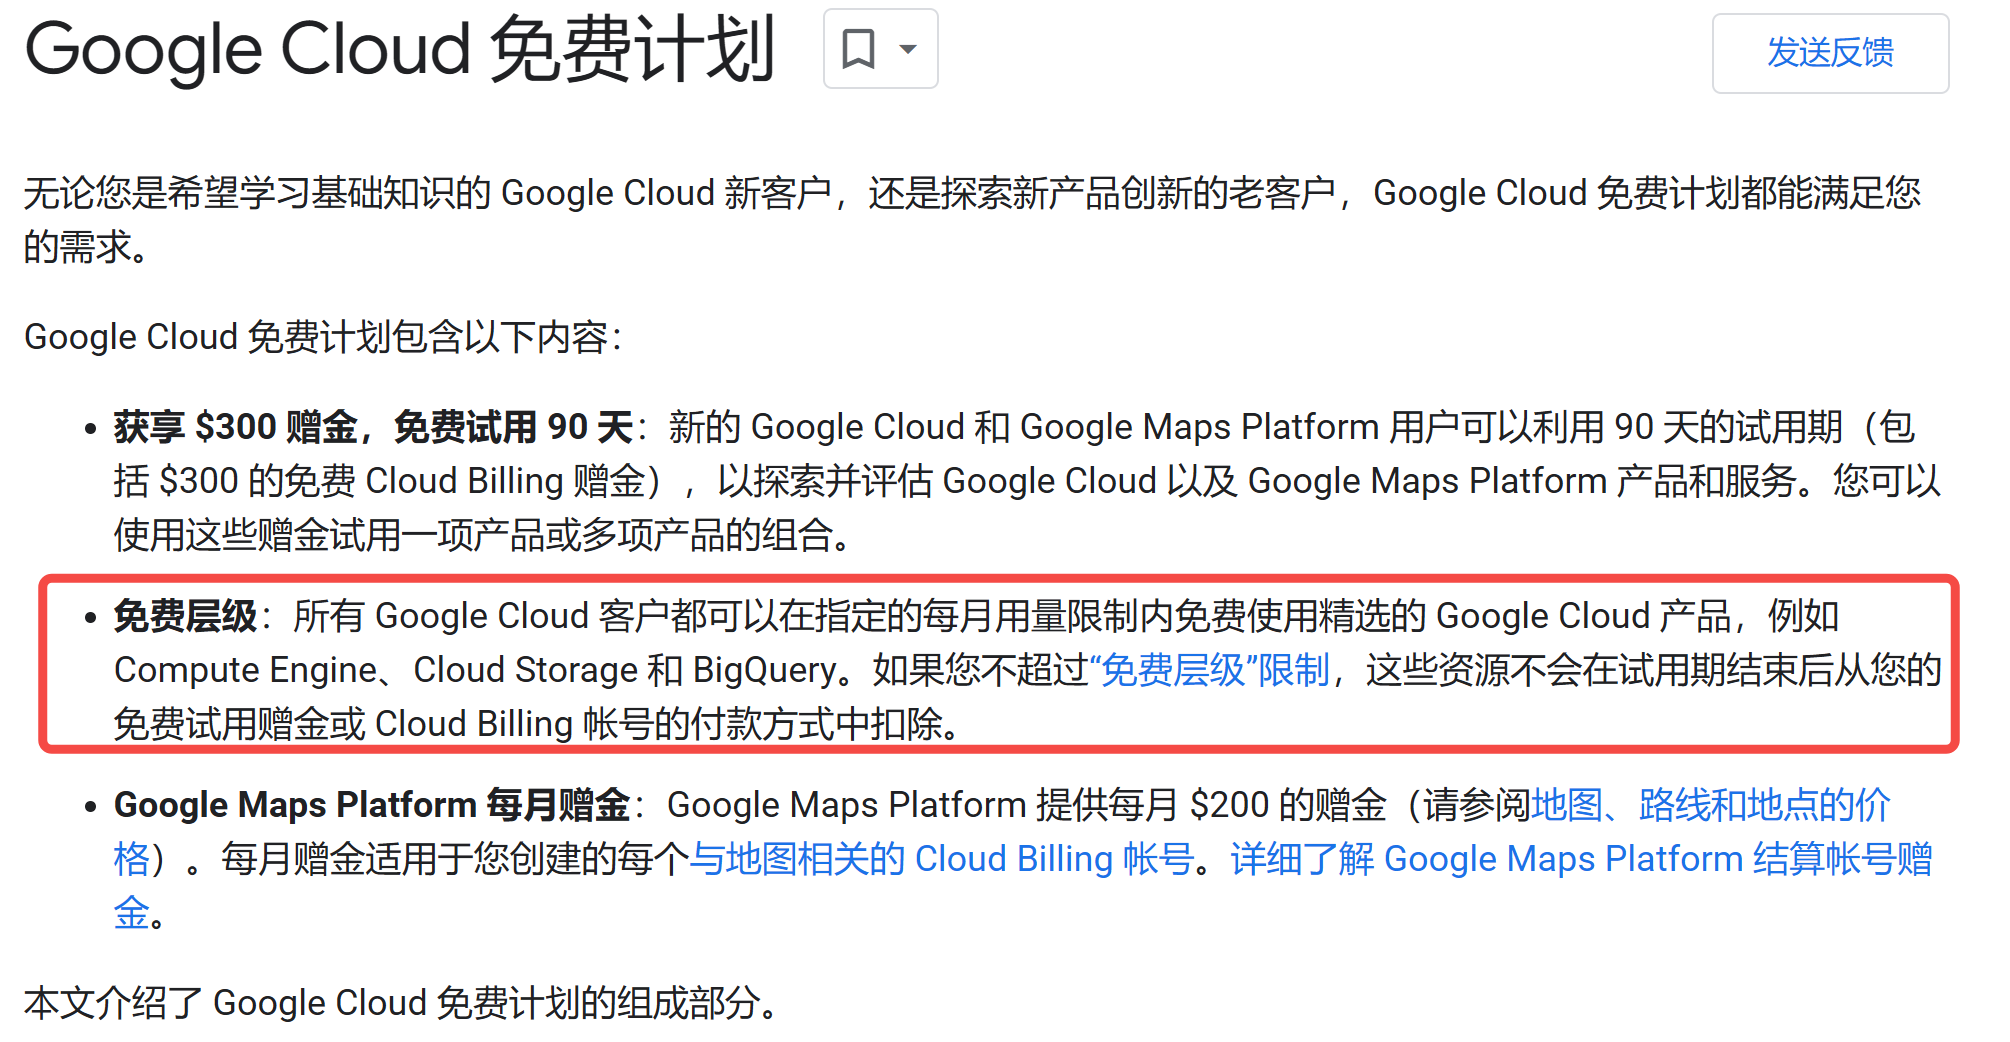 Google Cloud 免费计划
发送反馈
无论您是希望学习基础知识的 Google Cloud 新客户，还是探索新产品创新的老客户，Google Cloud 免费计划都能满足您
的需求。
Google Cloud 免费计划包含以下内容：
• 获享 $300 赠金，免费试用 90 天：新的 Google Cloud 和 Google Maps Platform 用户可以利用 90 天的试用期（包
括 $300 的免费 Cloud Billing 赠金），以探索并评估 Google Cloud 以及 Google Maps Platform 产品和服务。您可以
使用这些赠金试用一项产品或多项产品的组合。
• 免费层级：所有 Google Cloud 客户都可以在指定的每月用量限制内免费使用精选的 Google Cloud 产品，例如
Compute Engine、Cloud Storage 和 BigQuery。如果您不超过“免费层级”限制，这些资源不会在试用期结束后从您的
免费试用赠金或 Cloud Billing 帐号的付款方式中扣除。
• Google Maps Platform 每月赠金：Google Maps Platform 提供每月 $200 的赠金（请参阅地图、路线和地点的价
格）。每月赠金适用于您创建的每个与地图相关的 Cloud Billing 帐号。详细了解 Google Maps Platform 结算帐号赠
金。
本文介绍了 Google Cloud 免费计划的组成部分。